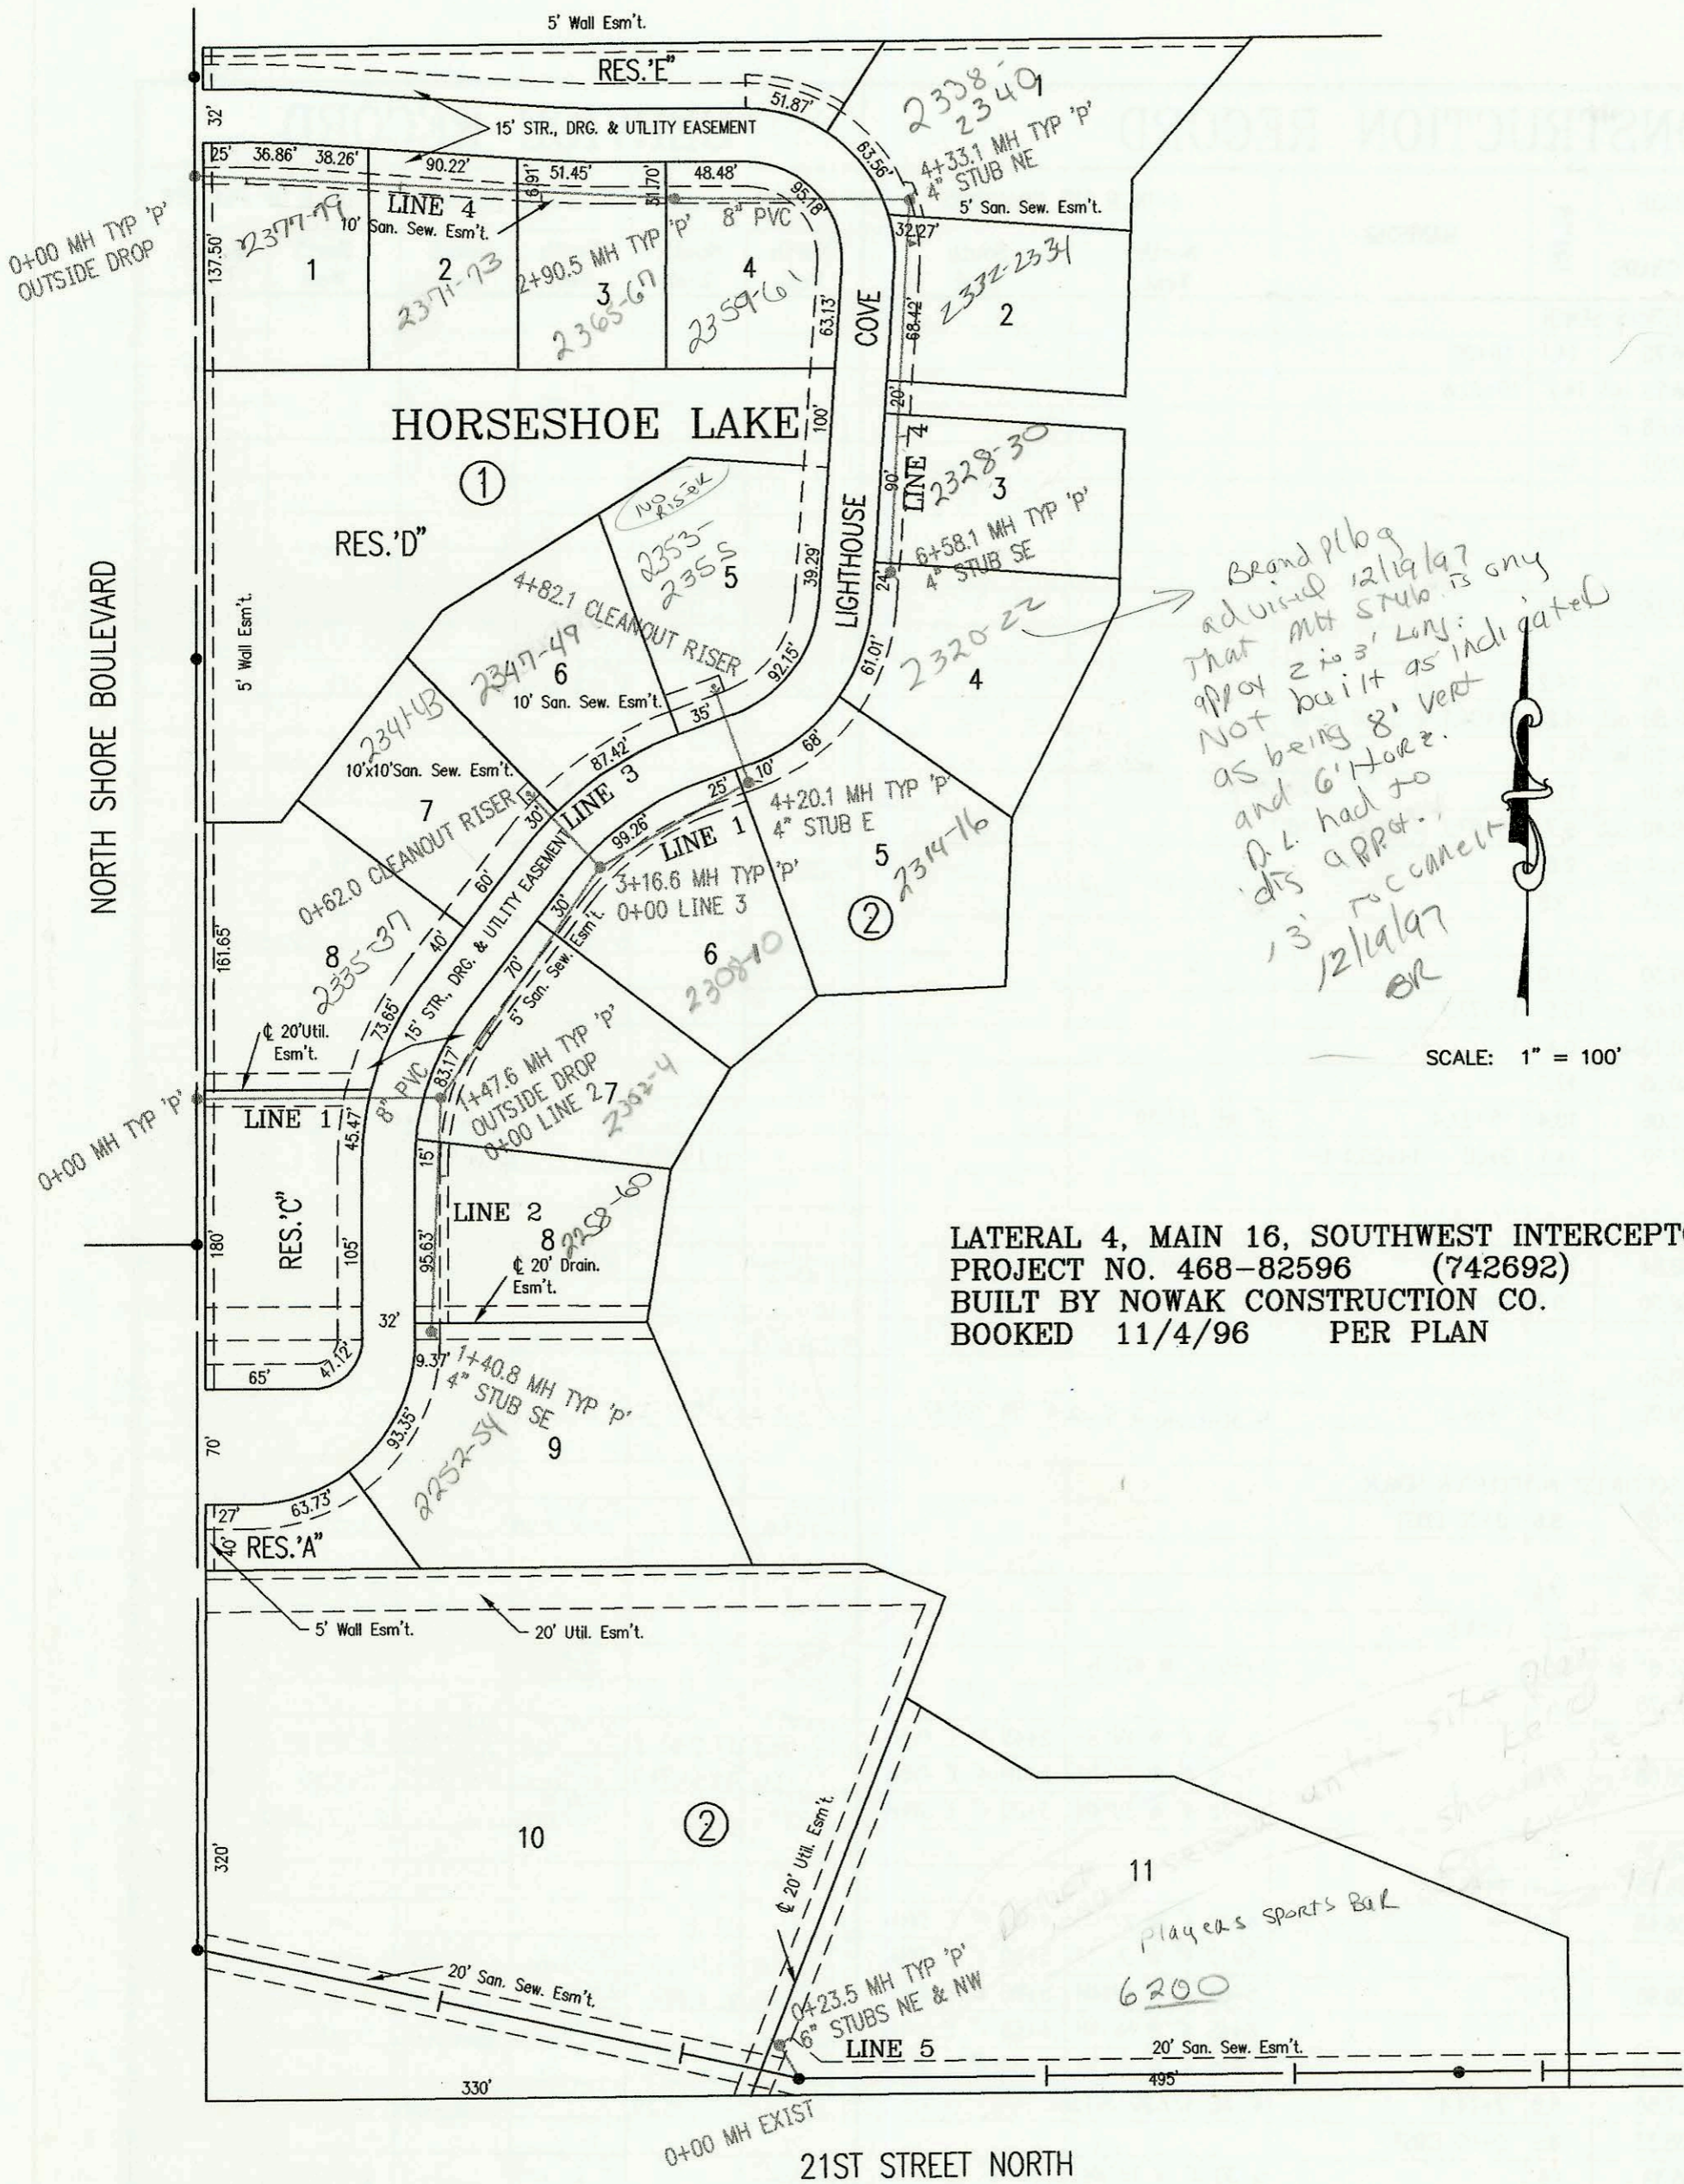 5' Wall Esm't.
RES.'E"
51.87'
32'
15' STR., DRG. & UTLITY EASEMENT
2338-
2340
4+33.1 MH TYP 'P'
4" STUB NE
63.56'
25' 36.86' 38.26' 90.22' 51.45' 48.48'
95.18'
LINE 4
10' San. Sew. Esm't.
8" PVC
5' San. Sew. Esm't.
32.27'
0+00 MH TYP 'P'
OUTSIDE DROP
137.50'
2377-79
1
2
2371-73
2+90.5 MH TYP 'P'
3
2365-67
4
2359-61
63.13'
COVE
68.42'
2332-2334
2
HORSESHOE LAKE
1
100'
20'
RES.'D"
NO
RISER
2353-
2355
5
39.29'
LIGHTHOUSE
90'
LINE 4
2328-30
3
6+58.1 MH TYP 'P'
4" STUB SE
24'
NORTH SHORE BOULEVARD
5' Wall Esm't.
4+82.1 CLEANOUT RISER
2347-49
6
10' San. Sew. Esm't.
92.15'
35'
61.01'
2320-22
4
Brand plbg
advised 12/19/97
That MH STub is only
appox 2 to 3' Long.
Not built as indicated
as being 8' vert
and 6' Horz.
D.L. had to
13' to connect
12/19/97
BR
2341-43
10'x10'San. Sew. Esm't.
7
87.42'
68'
LINE 3
30'
25'
10'
4+20.1 MH TYP 'P'
4" STUB E
0+62.0 CLEANOUT RISER
99.26'
LINE 1
5
2314-16
60'
3+16.6 MH TYP 'P'
0+00 LINE 3
30'
2
161.65'
8
2335-37
40'
15' STR., DRG. & UTLITY EASEMENT
70'
5' San. Sew. Esm't.
6
2308-10
73.65'
℄ 20'Util.
Esm't.
SCALE: 1" = 100'
0+00 MH TYP 'P'
LINE 1
8" PVC
83.17'
1+47.6 MH TYP 'P'
OUTSIDE DROP
0+00 LINE 2
7
2302-4
45.47'
15'
RES.'C"
180'
105'
LINE 2
8
2258-60
95.63'
℄ 20' Drain.
Esm't.
32'
LATERAL 4, MAIN 16, SOUTHWEST INTERCEPT
PROJECT NO. 468-82596 (742692)
BUILT BY NOWAK CONSTRUCTION CO.
BOOKED 11/4/96 PER PLAN
65'
47.12'
9.37'
1+40.8 MH TYP 'P'
4" STUB SE
2252-54
9
70'
93.35'
27'
63.73'
40'
RES.'A"
5' Wall Esm't.
20' Util. Esm't.
10
2
320'
℄ 20' Util. Esm't.
11
players sports BaR
6200
20' San. Sew. Esm't.
0+23.5 MH TYP 'P'
6" STUBS NE & NW
LINE 5
20' San. Sew. Esm't.
330'
495'
0+00 MH EXIST
21ST STREET NORTH